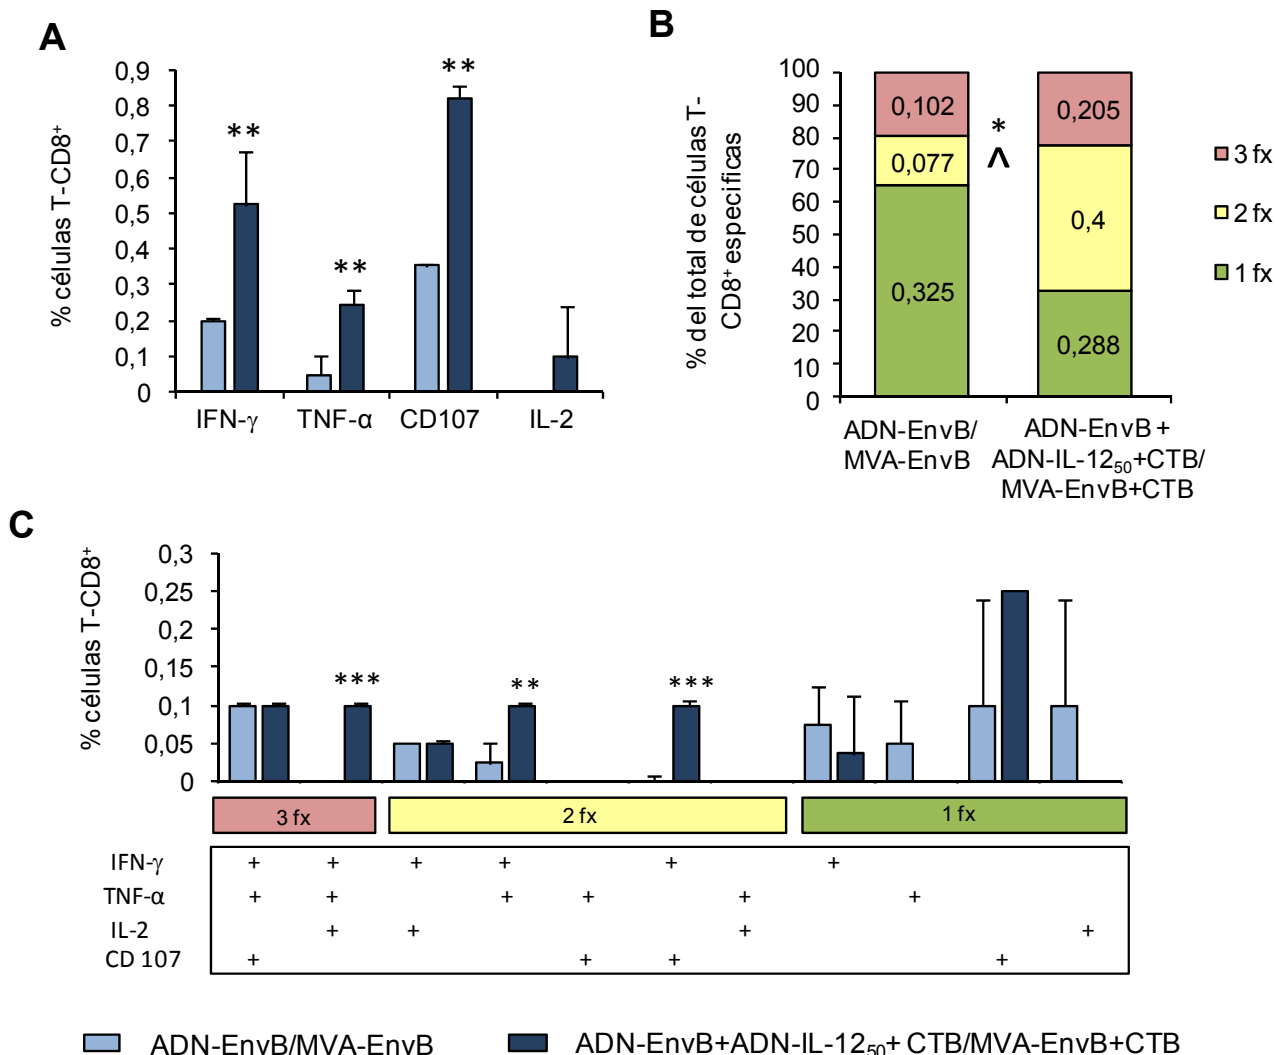 A
% células T-CD8+
0,9
0,8
0,7
0,6
0,5
0,4
0,3
0,2
0,1
0
**
**
**
IFN-γ TNF-α CD107 IL-2
B
% del total de células T-
CD8+ especificas
100
90
80
70
60
50
40
30
20
10
0
0,102
0,077
0,325
*
^
0,205
0,4
0,288
ADN-EnvB/
MVA-EnvB
ADN-EnvB +
ADN-IL-12₅₀+CTB/
MVA-EnvB+CTB
3 fx
2 fx
1 fx
C
% células T-CD8+
0,3
0,25
0,2
0,15
0,1
0,05
0
***
**
***
3 fx 2 fx 1 fx
IFN-γ + + + + + +
TNF-α + + + + + +
IL-2 + + + +
CD 107 + + + +
ADN-EnvB/MVA-EnvB
ADN-EnvB+ADN-IL-12₅₀+ CTB/MVA-EnvB+CTB